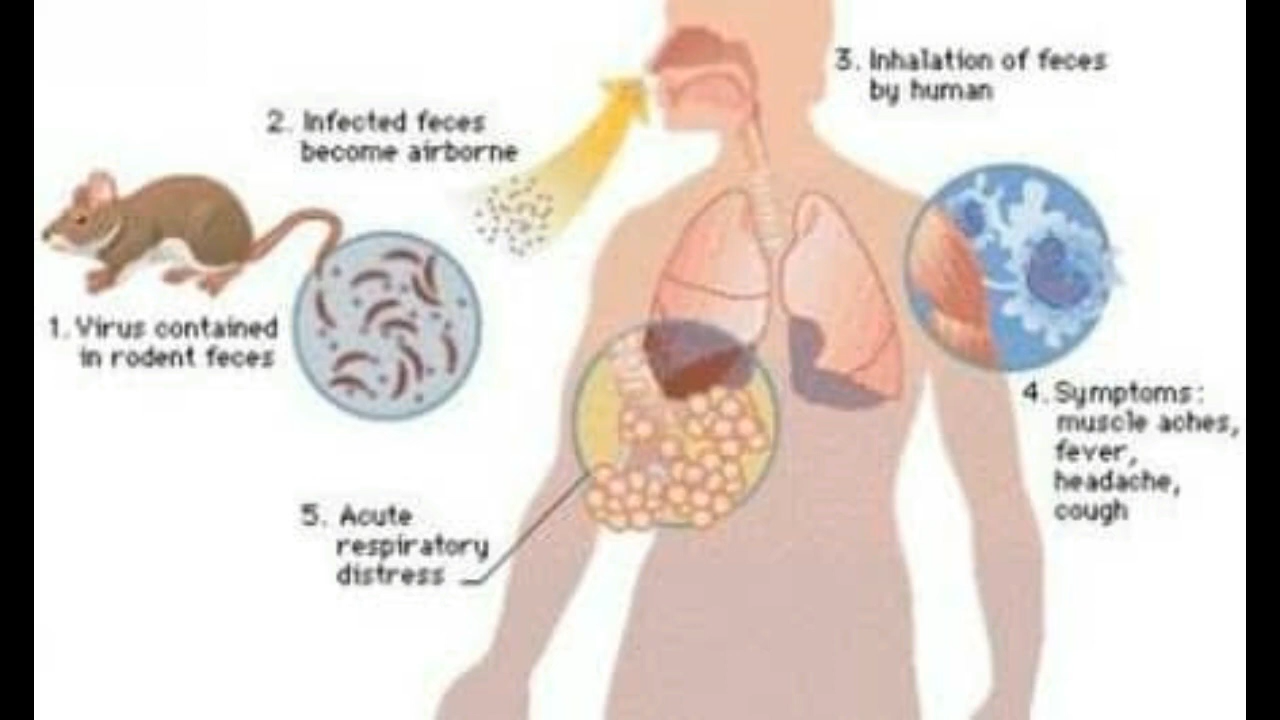 1. Virus contained
in rodent feces
2. Infected feces
become airborne
3. Inhalation of feces
by human
4. Symptoms:
muscle aches,
fever,
headache,
cough
5. Acute
respiratory
distress